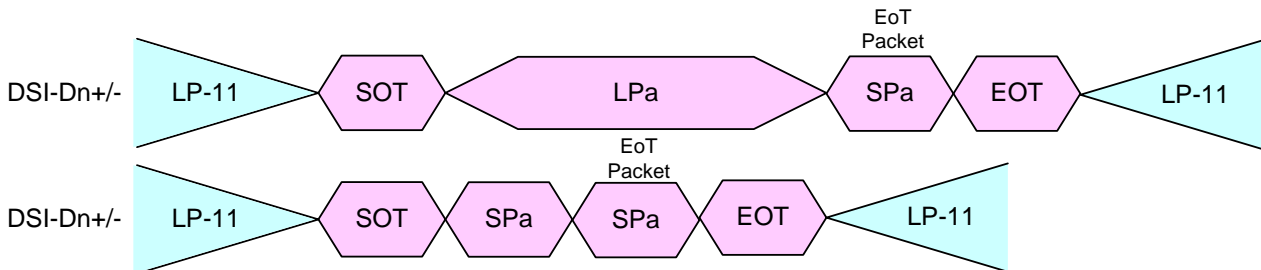 EoT
Packet
DSI-Dn+/- LP-11 SOT LPa SPa EOT LP-11
EoT
Packet
DSI-Dn+/- LP-11 SOT SPa SPa EOT LP-11